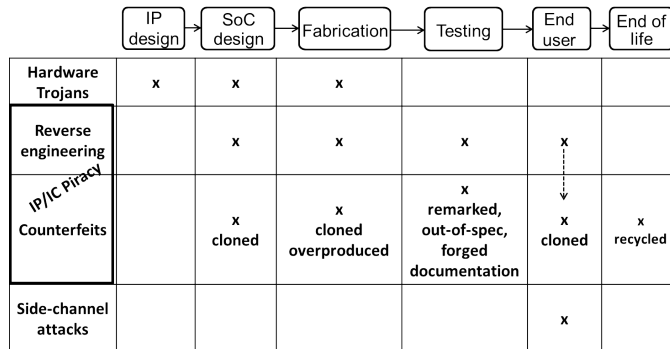 IP design
SoC design
Fabrication
Testing
End user
End of life
Hardware Trojans
x
x
x
Reverse engineering
x
x
x
x
IP/IC Piracy
Counterfeits
x
cloned
x
cloned
overproduced
x
remarked,
out-of-spec,
forged
documentation
x
cloned
x
recycled
Side-channel attacks
x